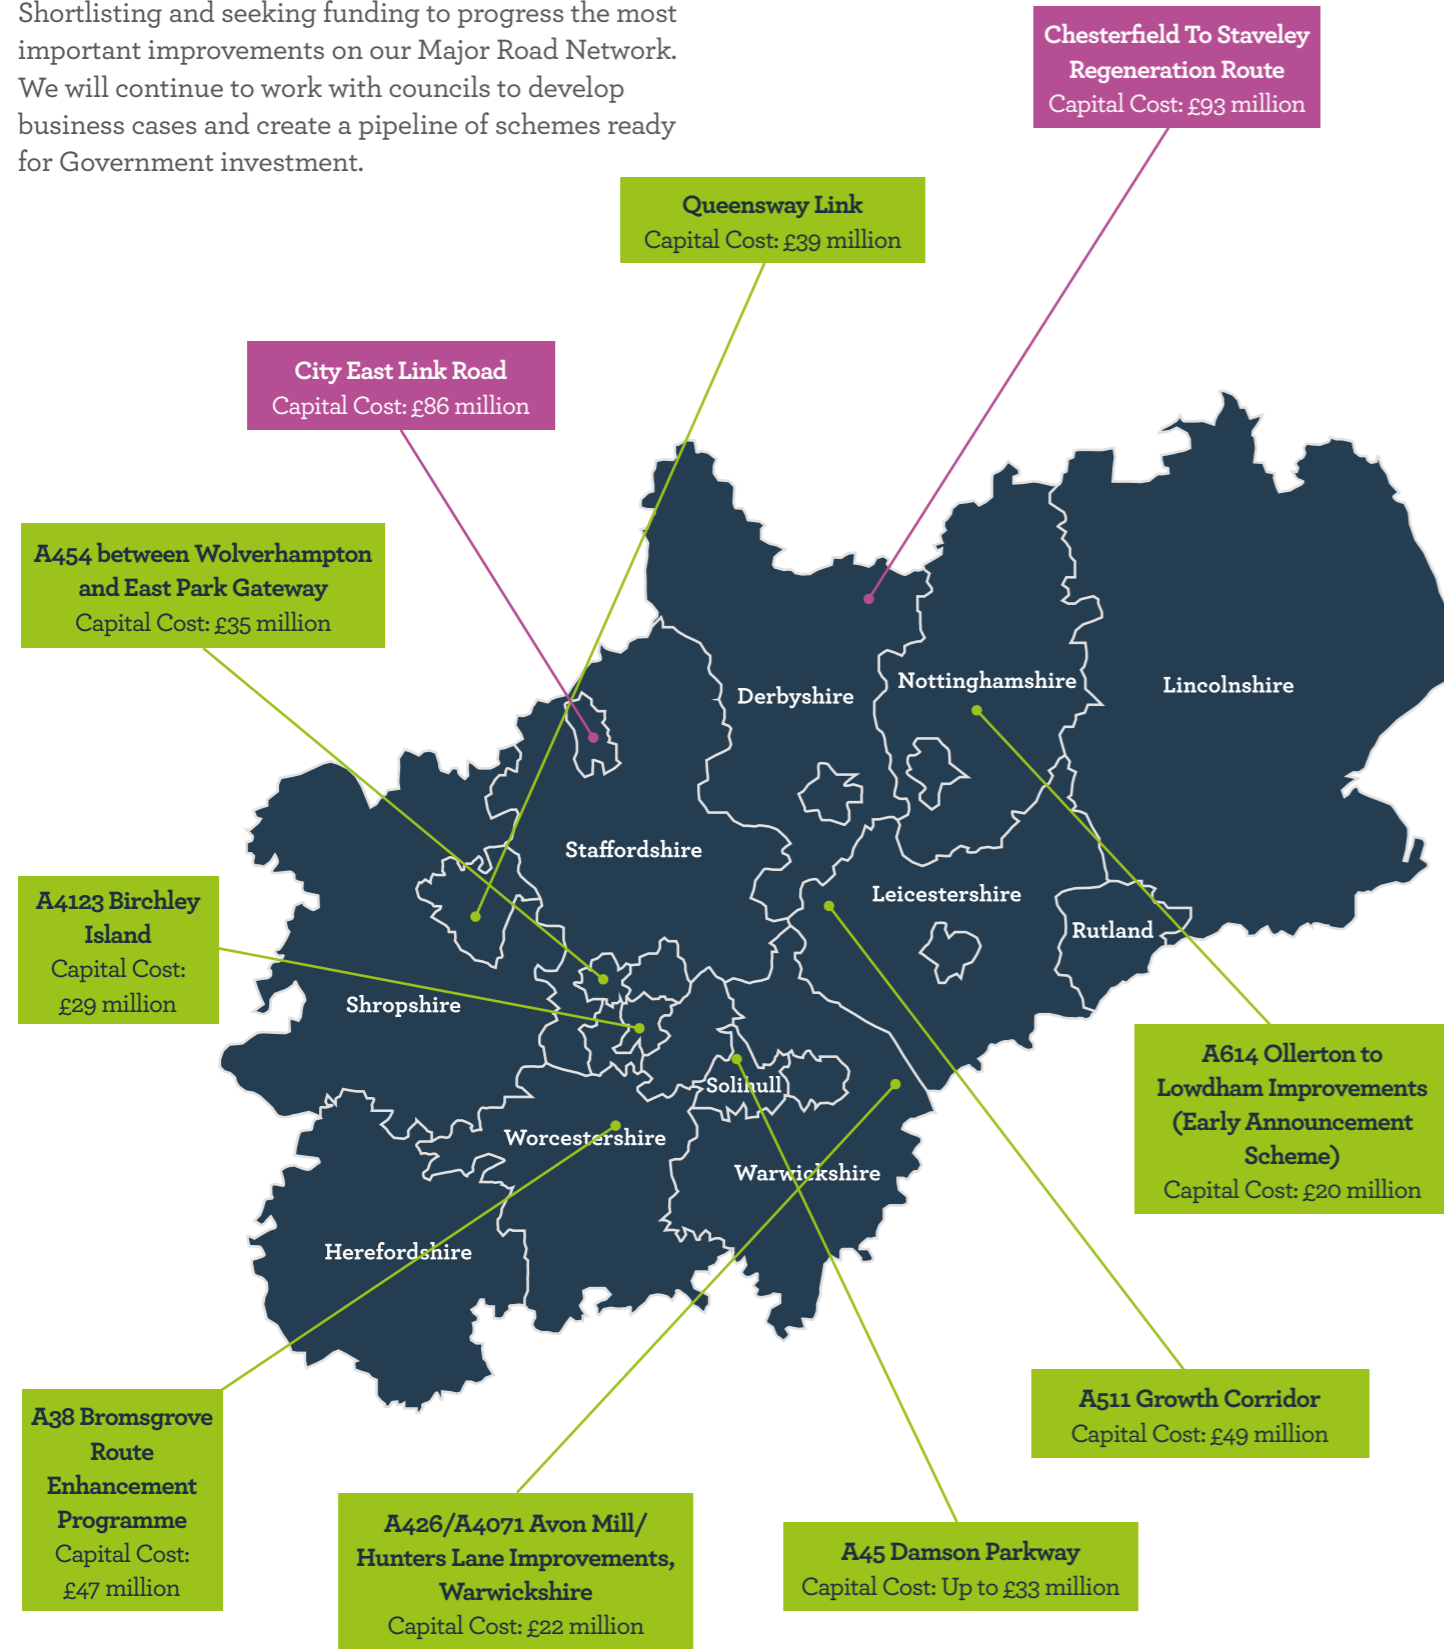 Shortlisting and seeking funding to progress the most
important improvements on our Major Road Network.
We will continue to work with councils to develop
business cases and create a pipeline of schemes ready
for Government investment.
Chesterfield To Staveley
Regeneration Route
Capital Cost: £93 million
Queensway Link
Capital Cost: £39 million
City East Link Road
Capital Cost: £86 million
A454 between Wolverhampton
and East Park Gateway
Capital Cost: £35 million
Derbyshire
Nottinghamshire
Lincolnshire
Staffordshire
Leicestershire
Rutland
A4123 Birchley
Island
Capital Cost:
£29 million
Shropshire
Solihull
Worcestershire
Warwickshire
Herefordshire
A614 Ollerton to
Lowdham Improvements
(Early Announcement
Scheme)
Capital Cost: £20 million
A511 Growth Corridor
Capital Cost: £49 million
A38 Bromsgrove
Route
Enhancement
Programme
Capital Cost:
£47 million
A426/A4071 Avon Mill/
Hunters Lane Improvements,
Warwickshire
Capital Cost: £22 million
A45 Damson Parkway
Capital Cost: Up to £33 million